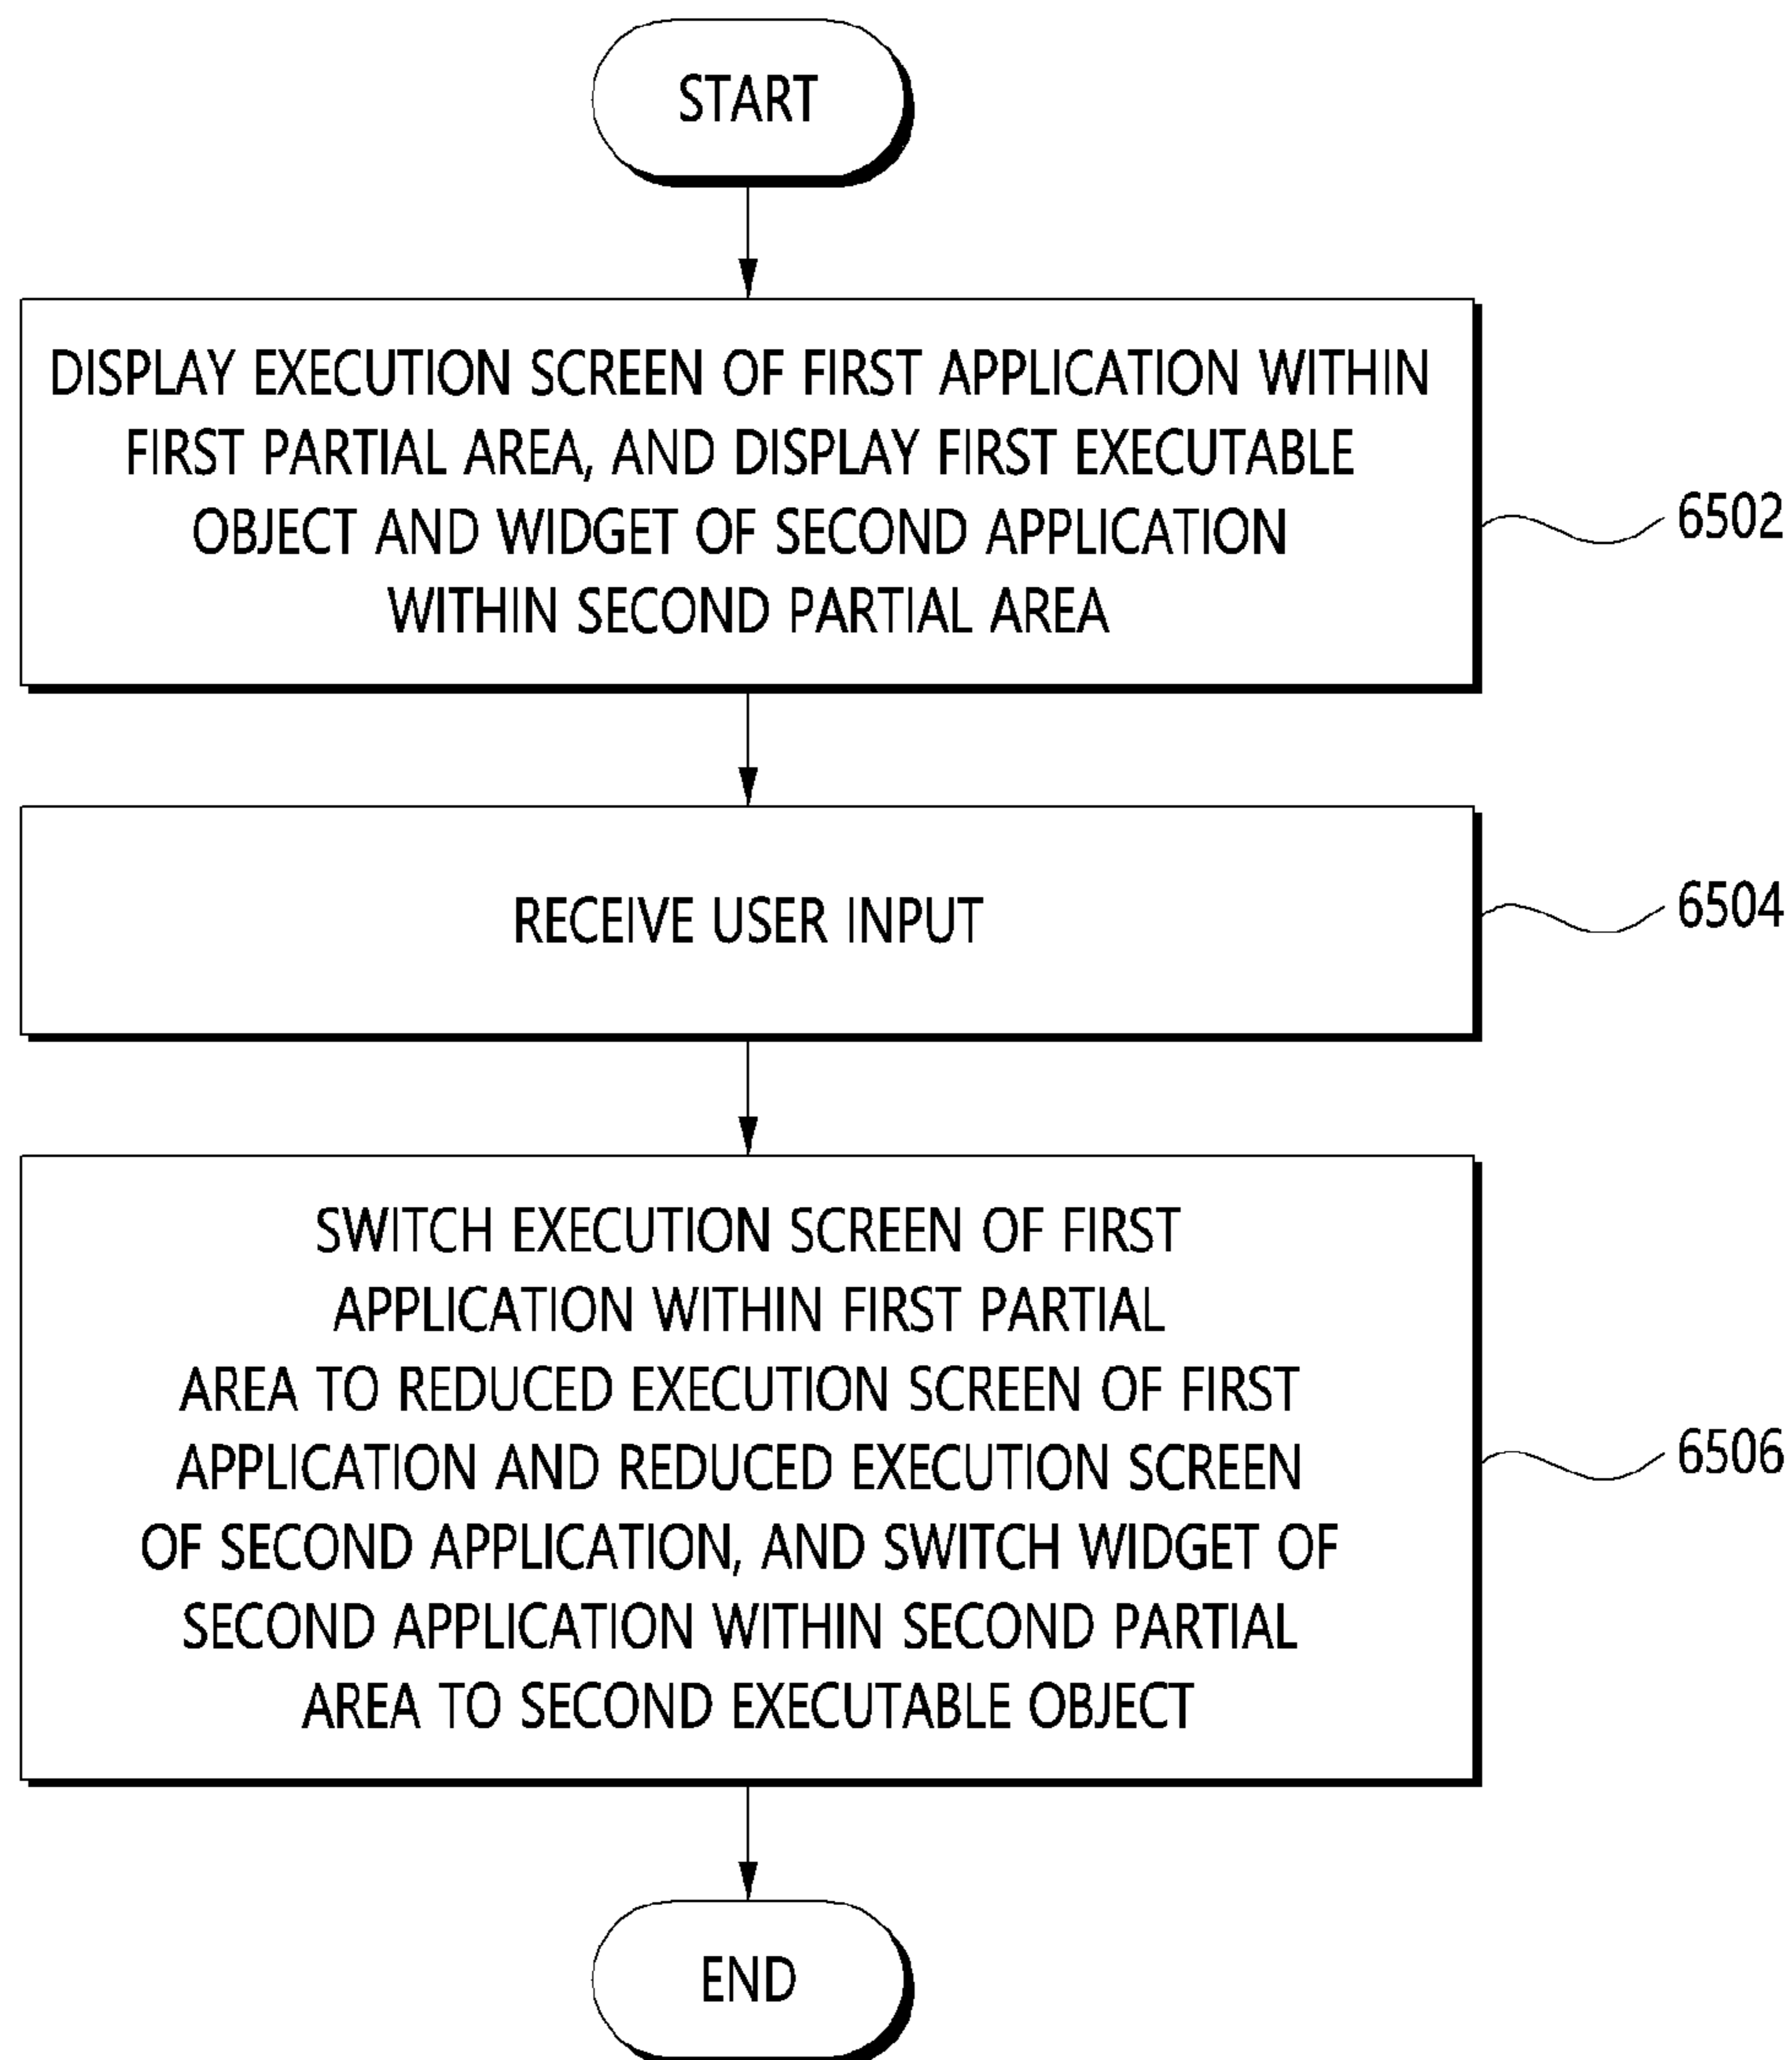 START
DISPLAY EXECUTION SCREEN OF FIRST APPLICATION WITHIN
FIRST PARTIAL AREA, AND DISPLAY FIRST EXECUTABLE
OBJECT AND WIDGET OF SECOND APPLICATION
WITHIN SECOND PARTIAL AREA
6502
RECEIVE USER INPUT
6504
SWITCH EXECUTION SCREEN OF FIRST
APPLICATION WITHIN FIRST PARTIAL
AREA TO REDUCED EXECUTION SCREEN OF FIRST
APPLICATION AND REDUCED EXECUTION SCREEN
OF SECOND APPLICATION, AND SWITCH WIDGET OF
SECOND APPLICATION WITHIN SECOND PARTIAL
AREA TO SECOND EXECUTABLE OBJECT
6506
END